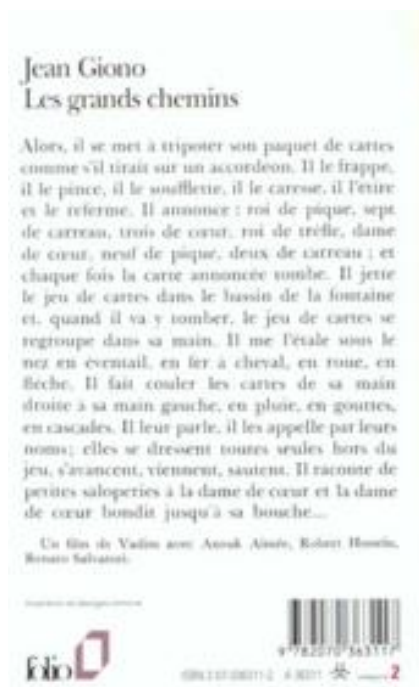 Jean Giono
Les grands chemins
Alors, il se met à tripoter son paquet de cartes
comme s'il tirait sur un accordéon. Il le frappe,
il le pince, il le soufflette, il le caresse, il l'étire
et le referme. Il annonce : roi de pique, sept
de carreau, trois de cœur, roi de trèfle, dame
de cœur, neuf de pique, deux de carreau ; et
chaque fois la carte annoncée tombe. Il jette
le jeu de cartes dans le bassin de la fontaine
et, quand il va y tomber, le jeu de cartes se
regroupe dans sa main. Il me l'étale sous le
nez en éventail, en fer à cheval, en roue, en
flèche. Il fait couler les cartes de sa main
droite à sa main gauche, en pluie, en gouttes,
en cascades. Il leur parle, il les appelle par leurs
noms ; elles se dressent toutes seules hors du
jeu, s'avancent, viennent, sautent. Il raconte de
petites saloperies à la dame de cœur et la dame
de cœur bondit jusqu'à sa bouche...
Un film de Vadim avec Anouk Aimée, Robert Hossein,
Renato Salvatori.
9782070363117
folio
2